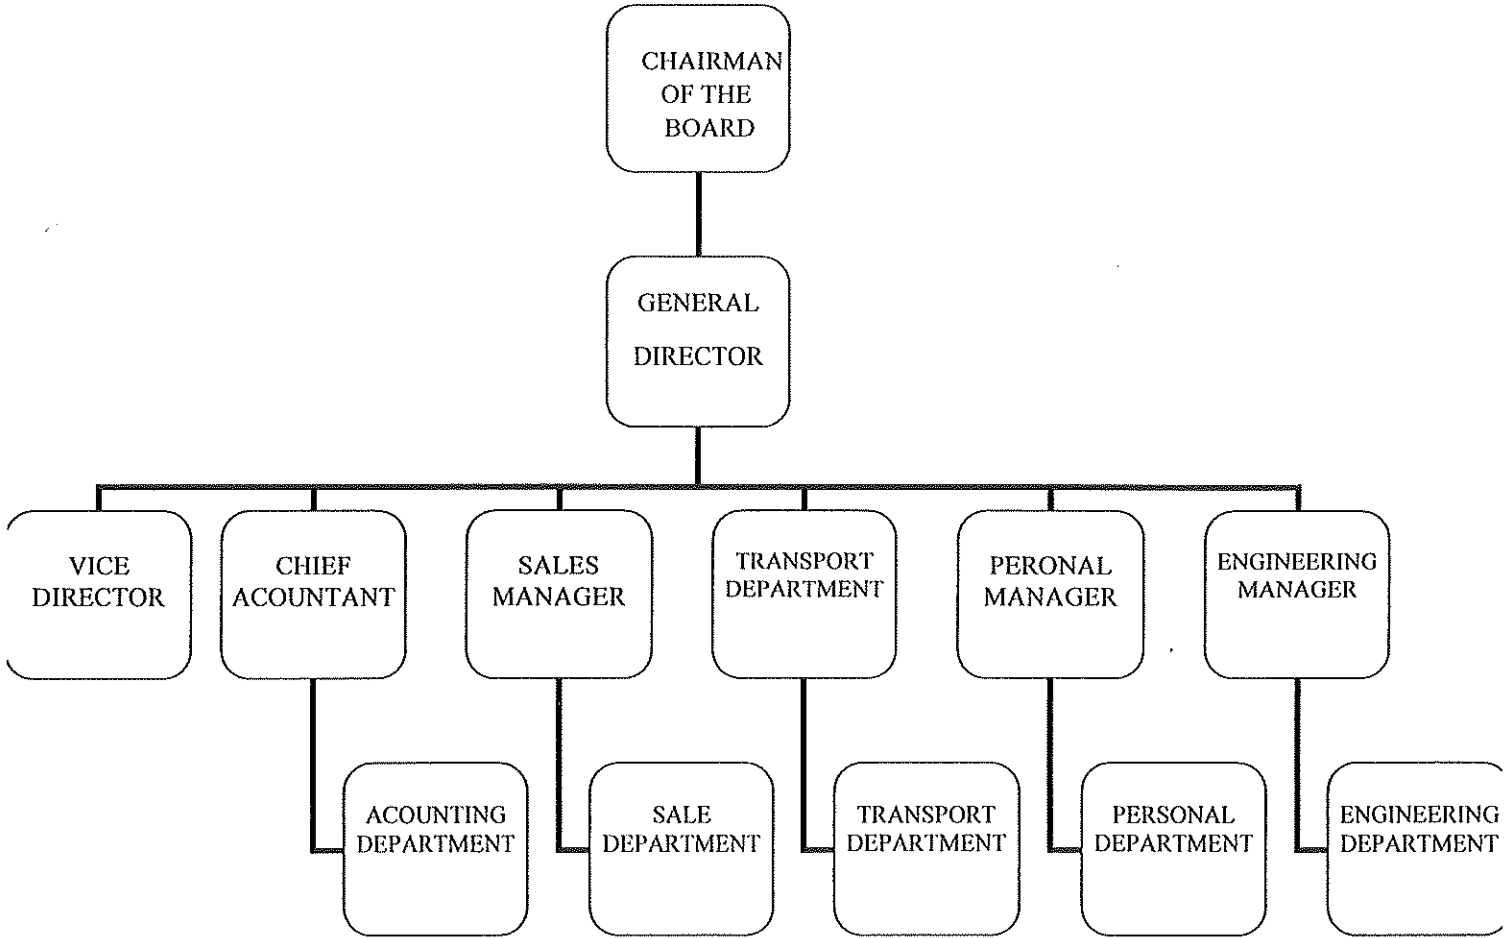 CHAIRMAN
OF THE
BOARD
GENERAL
DIRECTOR
VICE
DIRECTOR
CHIEF
ACOUNTANT
SALES
MANAGER
TRANSPORT
DEPARTMENT
PERONAL
MANAGER
ENGINEERING
MANAGER
ACOUNTING
DEPARTMENT
SALE
DEPARTMENT
TRANSPORT
DEPARTMENT
PERSONAL
DEPARTMENT
ENGINEERING
DEPARTMENT